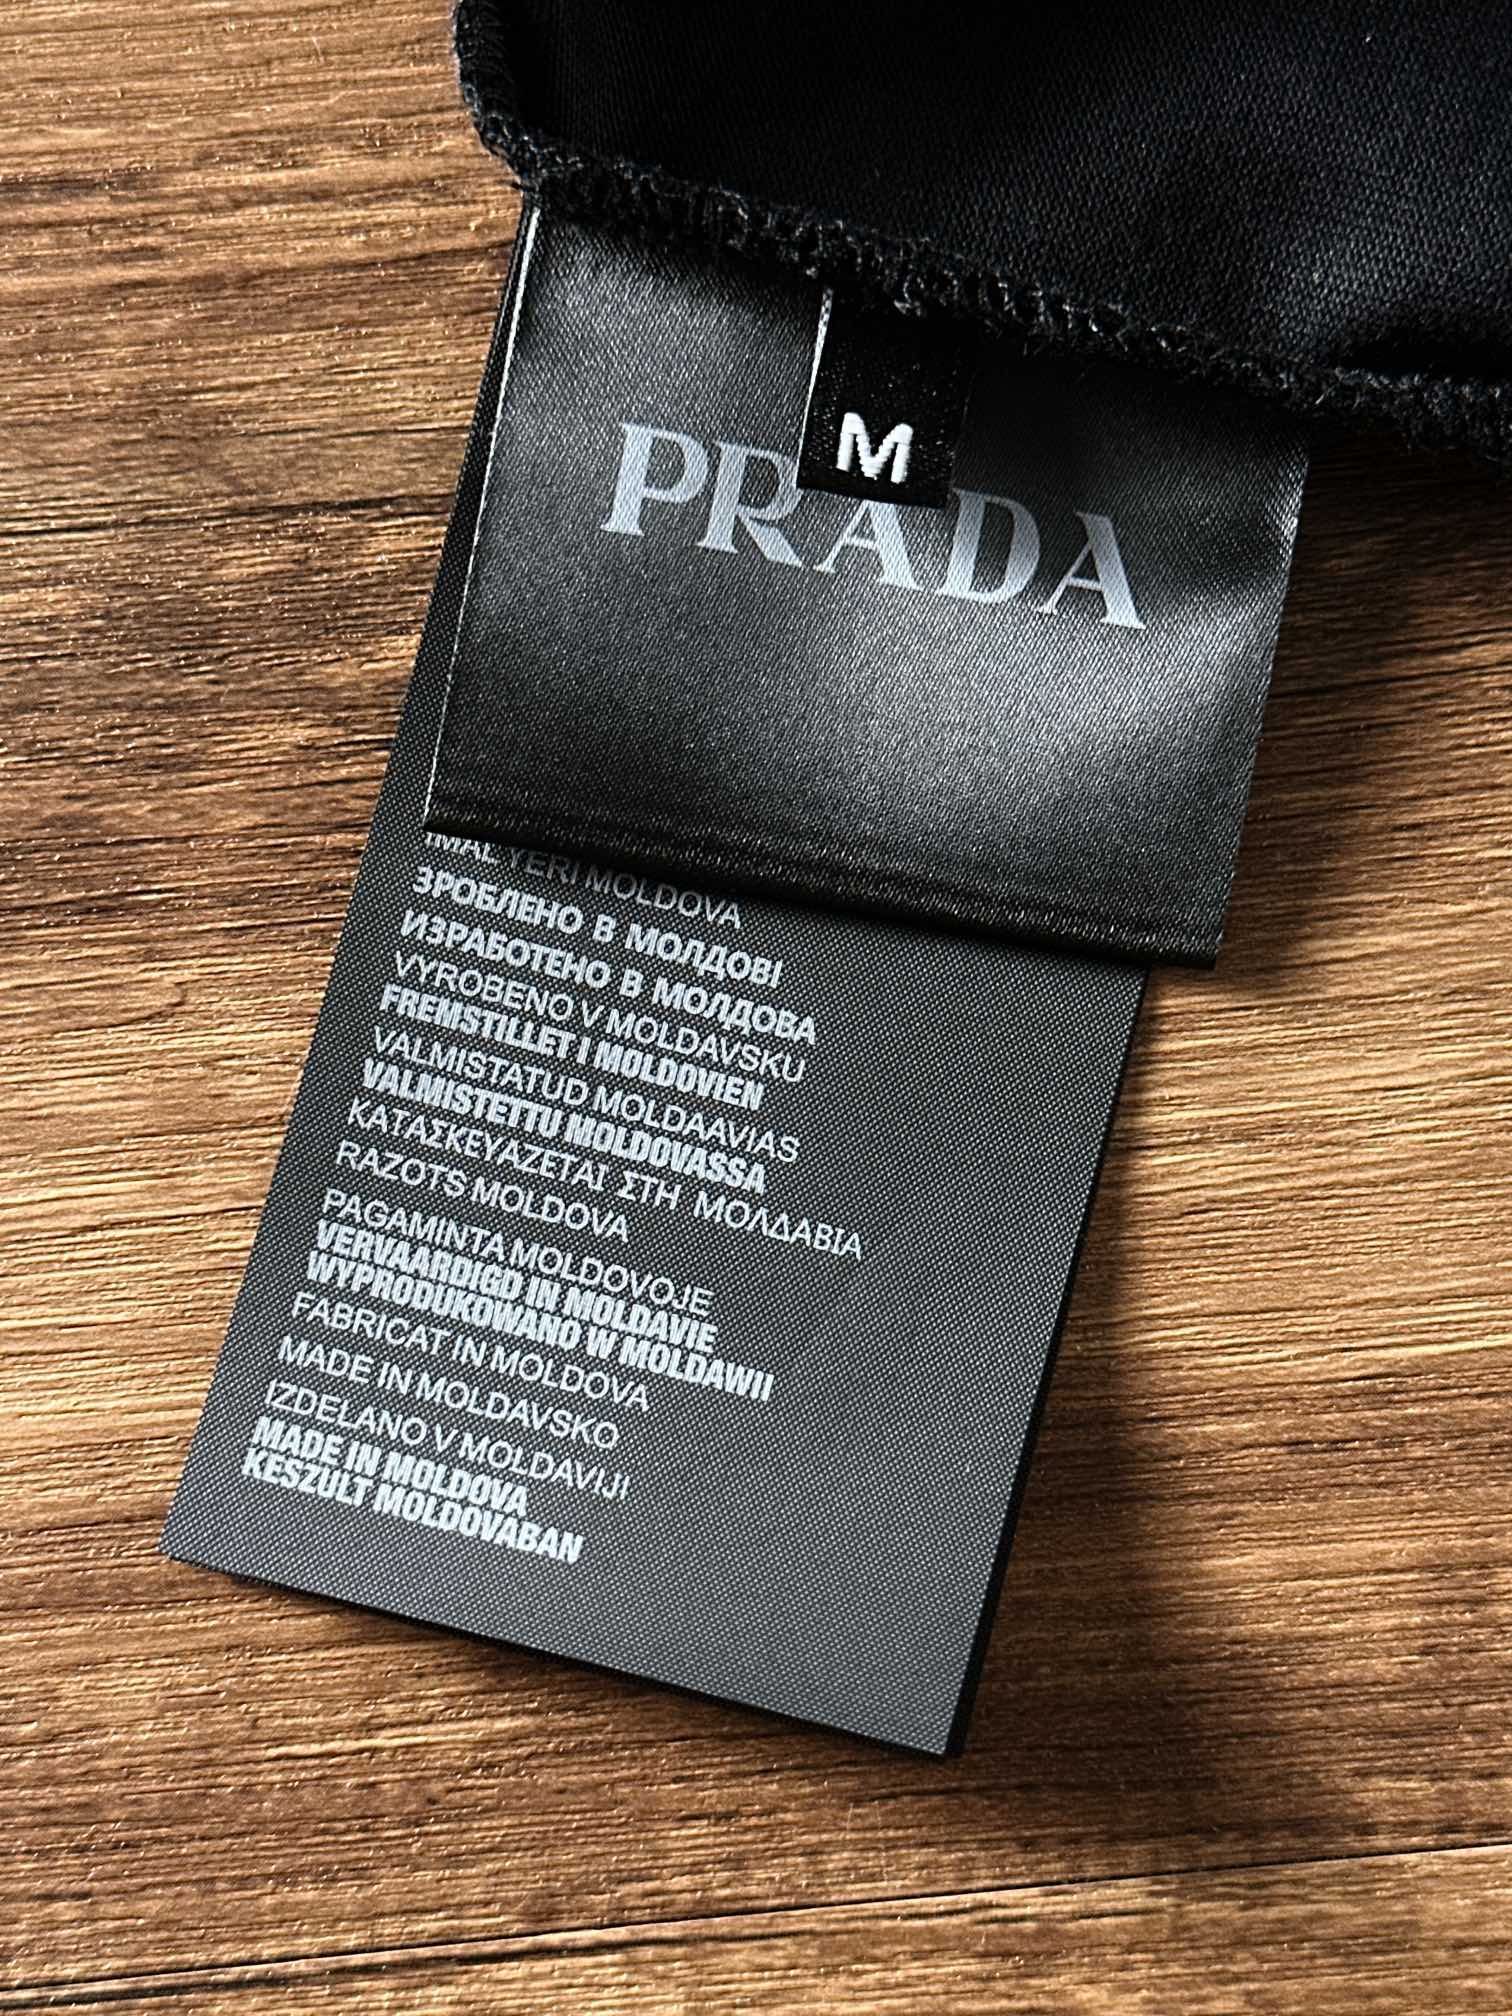 M
PRADA
IMAL YERI MOLDOVA
ЗРОБЛЕНО В МОЛДОВІ
ИЗРАБОТЕНО В МОЛДОВА
VYROBENO V MOLDAVSKU
FREMSTILLET I MOLDOVIEN
VALMISTATUD MOLDAAVIAS
VALMISTETTU MOLDOVASSA
ΚΑΤΑΣΚΕΥΑΖΕΤΑΙ ΣΤΗ ΜΟΛΔΑΒΙΑ
RAZOTS MOLDOVA
PAGAMINTA MOLDOVOJE
VERVAARDIGD IN MOLDAVIE
WYPRODUKOWANO W MOLDAWII
FABRICAT IN MOLDOVA
MADE IN MOLDAVSKO
IZDELANO V MOLDAVIJI
MADE IN MOLDOVA
KESZULT MOLDOVABAN